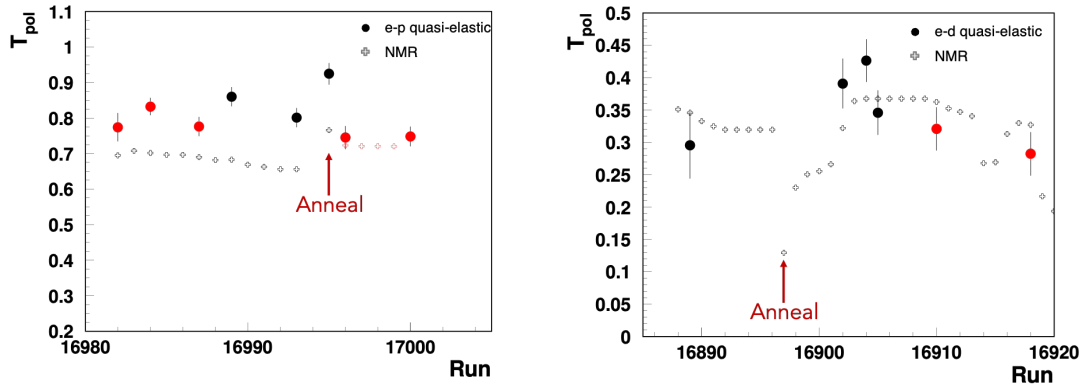 T_pol
1.1
1
0.9
0.8
0.7
0.6
0.5
0.4
0.3
0.2
e-p quasi-elastic
NMR
Anneal
16980
16990
17000
Run
T_pol
0.5
0.45
0.4
0.35
0.3
0.25
0.2
0.15
0.1
0.05
0
e-d quasi-elastic
NMR
Anneal
16890
16900
16910
16920
Run